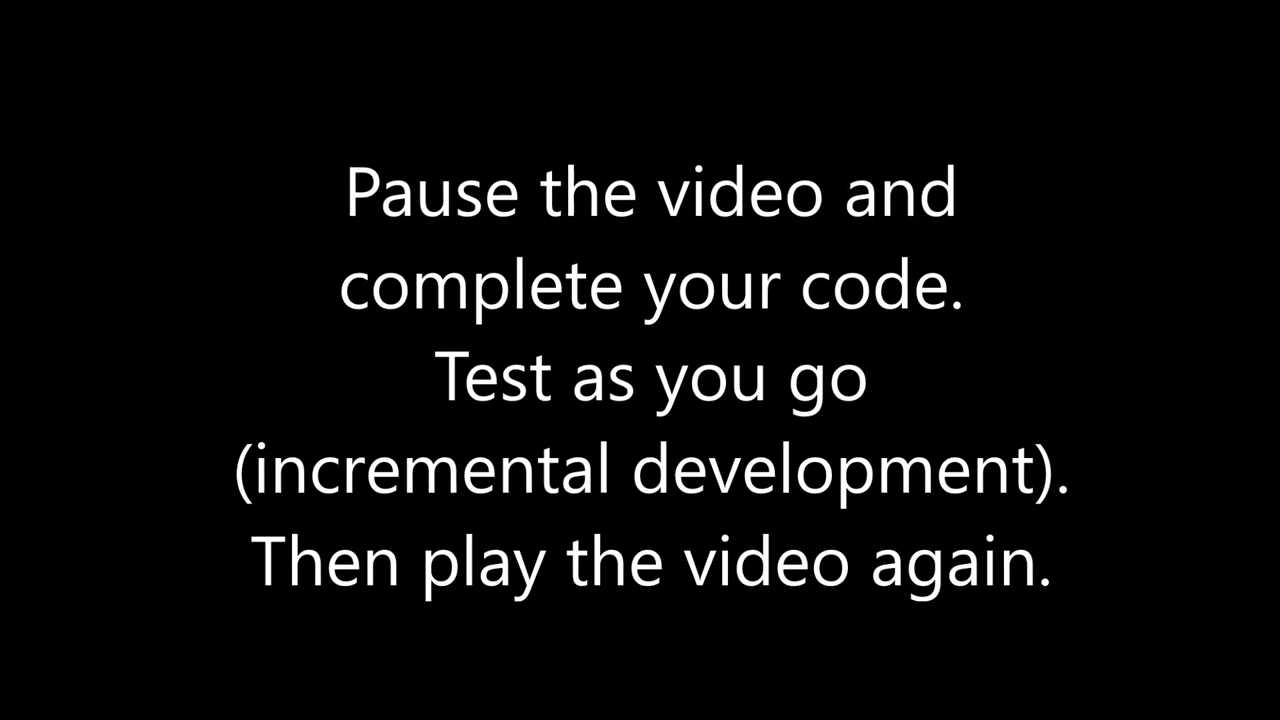 Pause the video and
complete your code.
Test as you go
(incremental development).
Then play the video again.